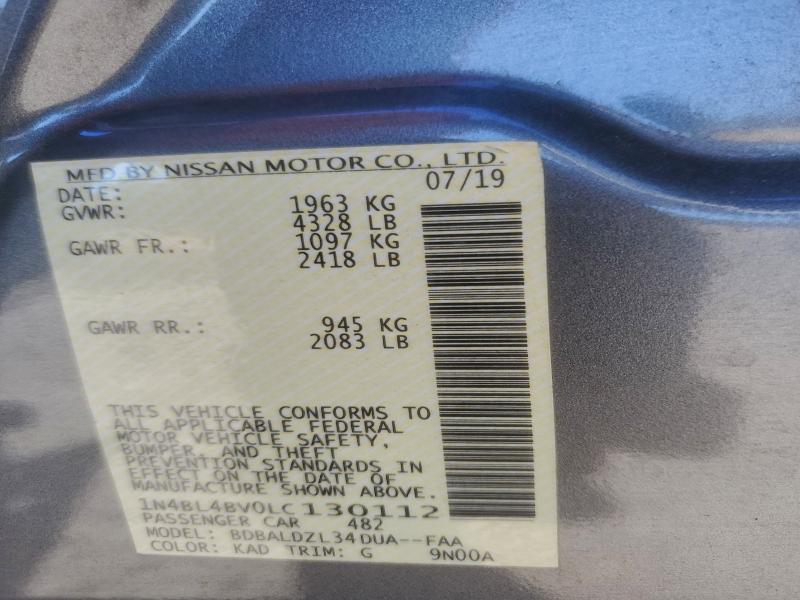 MFD BY NISSAN MOTOR CO., LTD.
DATE: 07/19
GVWR: 1963 KG
4328 LB
GAWR FR.: 1097 KG
2418 LB
GAWR RR.: 945 KG
2083 LB
THIS VEHICLE CONFORMS TO
ALL APPLICABLE FEDERAL
MOTOR VEHICLE SAFETY,
BUMPER, AND THEFT
PREVENTION STANDARDS IN
EFFECT ON THE DATE OF
MANUFACTURE SHOWN ABOVE.
1N4BL4BV0LC130112
PASSENGER CAR 482
MODEL: BDBALDZL34DUA--FAA
COLOR: KAD TRIM: G 9N00A